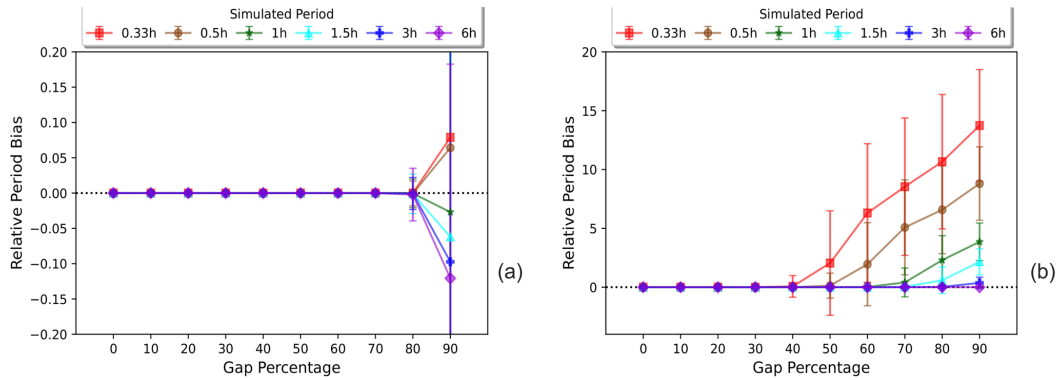 Simulated Period
0.33h 0.5h 1h 1.5h 3h 6h
0.20
0.15
0.10
0.05
0.00
−0.05
−0.10
−0.15
−0.20
Relative Period Bias
0 10 20 30 40 50 60 70 80 90
Gap Percentage
(a)
Simulated Period
0.33h 0.5h 1h 1.5h 3h 6h
20
15
10
5
0
Relative Period Bias
0 10 20 30 40 50 60 70 80 90
Gap Percentage
(b)